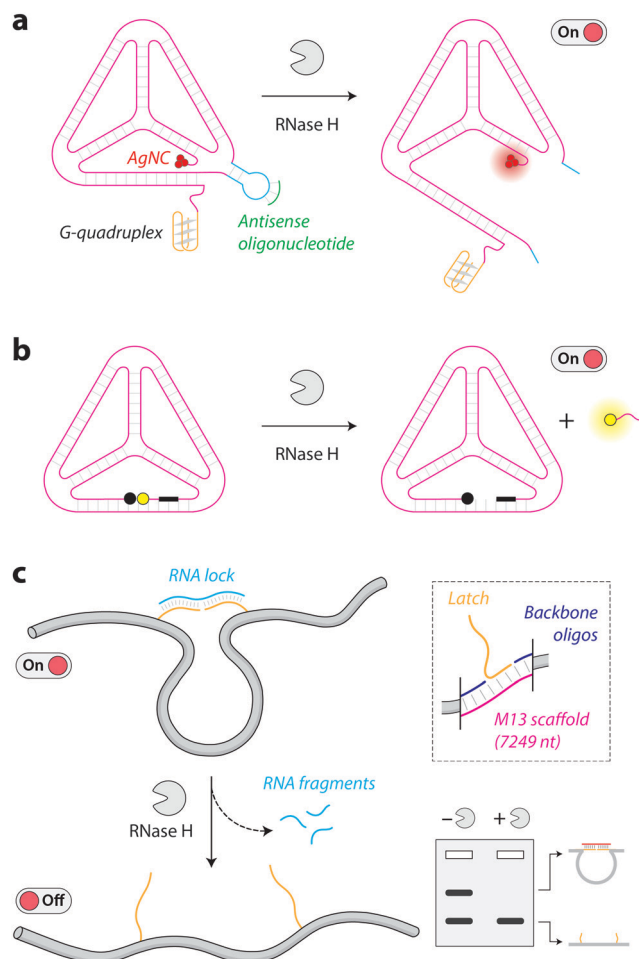 a
On
RNase H
AgNC
G-quadruplex
Antisense
oligonucleotide
b
On
RNase H
+
c
RNA lock
On
Latch
Backbone
oligos
M13 scaffold
(7249 nt)
RNase H
RNA fragments
Off
– +